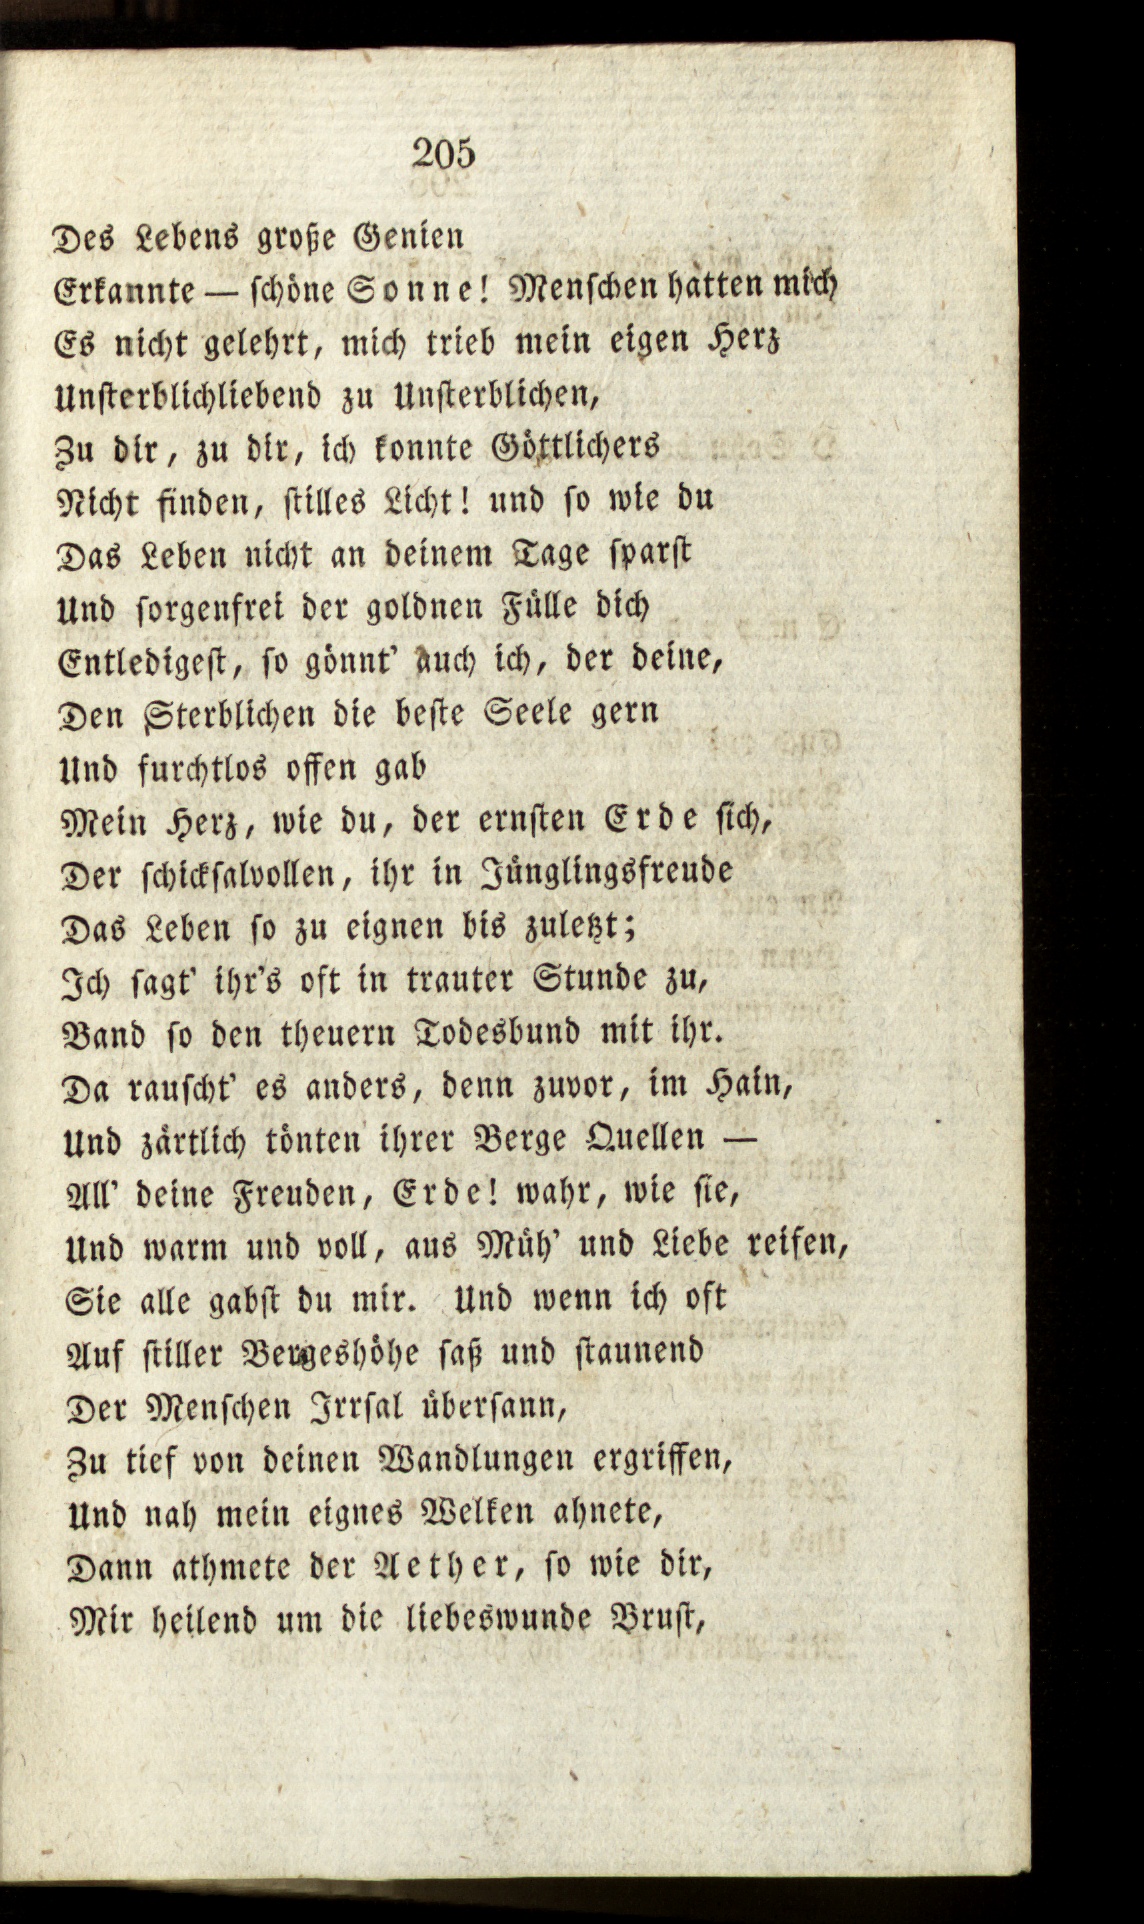 205
Des Lebens große Genien
Erkannte — schöne Sonne! Menschen hatten mich
Es nicht gelehrt, mich trieb mein eigen Herz
Unsterblichliebend zu Unsterblichen,
Zu dir, zu dir, ich konnte Göttlichers
Nicht finden, stilles Licht! und so wie du
Das Leben nicht an deinem Tage sparst
Und sorgenfrei der goldnen Fülle dich
Entledigest, so gönnt' auch ich, der deine,
Den Sterblichen die beste Seele gern
Und furchtlos offen gab
Mein Herz, wie du, der ernsten Erde sich,
Der schicksalvollen, ihr in Jünglingsfreude
Das Leben so zu eignen bis zuletzt;
Ich sagt' ihr's oft in trauter Stunde zu,
Band so den theuern Todesbund mit ihr.
Da rauscht' es anders, denn zuvor, im Hain,
Und zärtlich tönten ihrer Berge Quellen —
All' deine Freuden, Erde! wahr, wie sie,
Und warm und voll, aus Müh' und Liebe reifen,
Sie alle gabst du mir. Und wenn ich oft
Auf stiller Bergeshöhe saß und staunend
Der Menschen Irrsal übersann,
Zu tief von deinen Wandlungen ergriffen,
Und nah mein eignes Welken ahnete,
Dann athmete der Aether, so wie dir,
Mir heilend um die liebeswunde Brust,